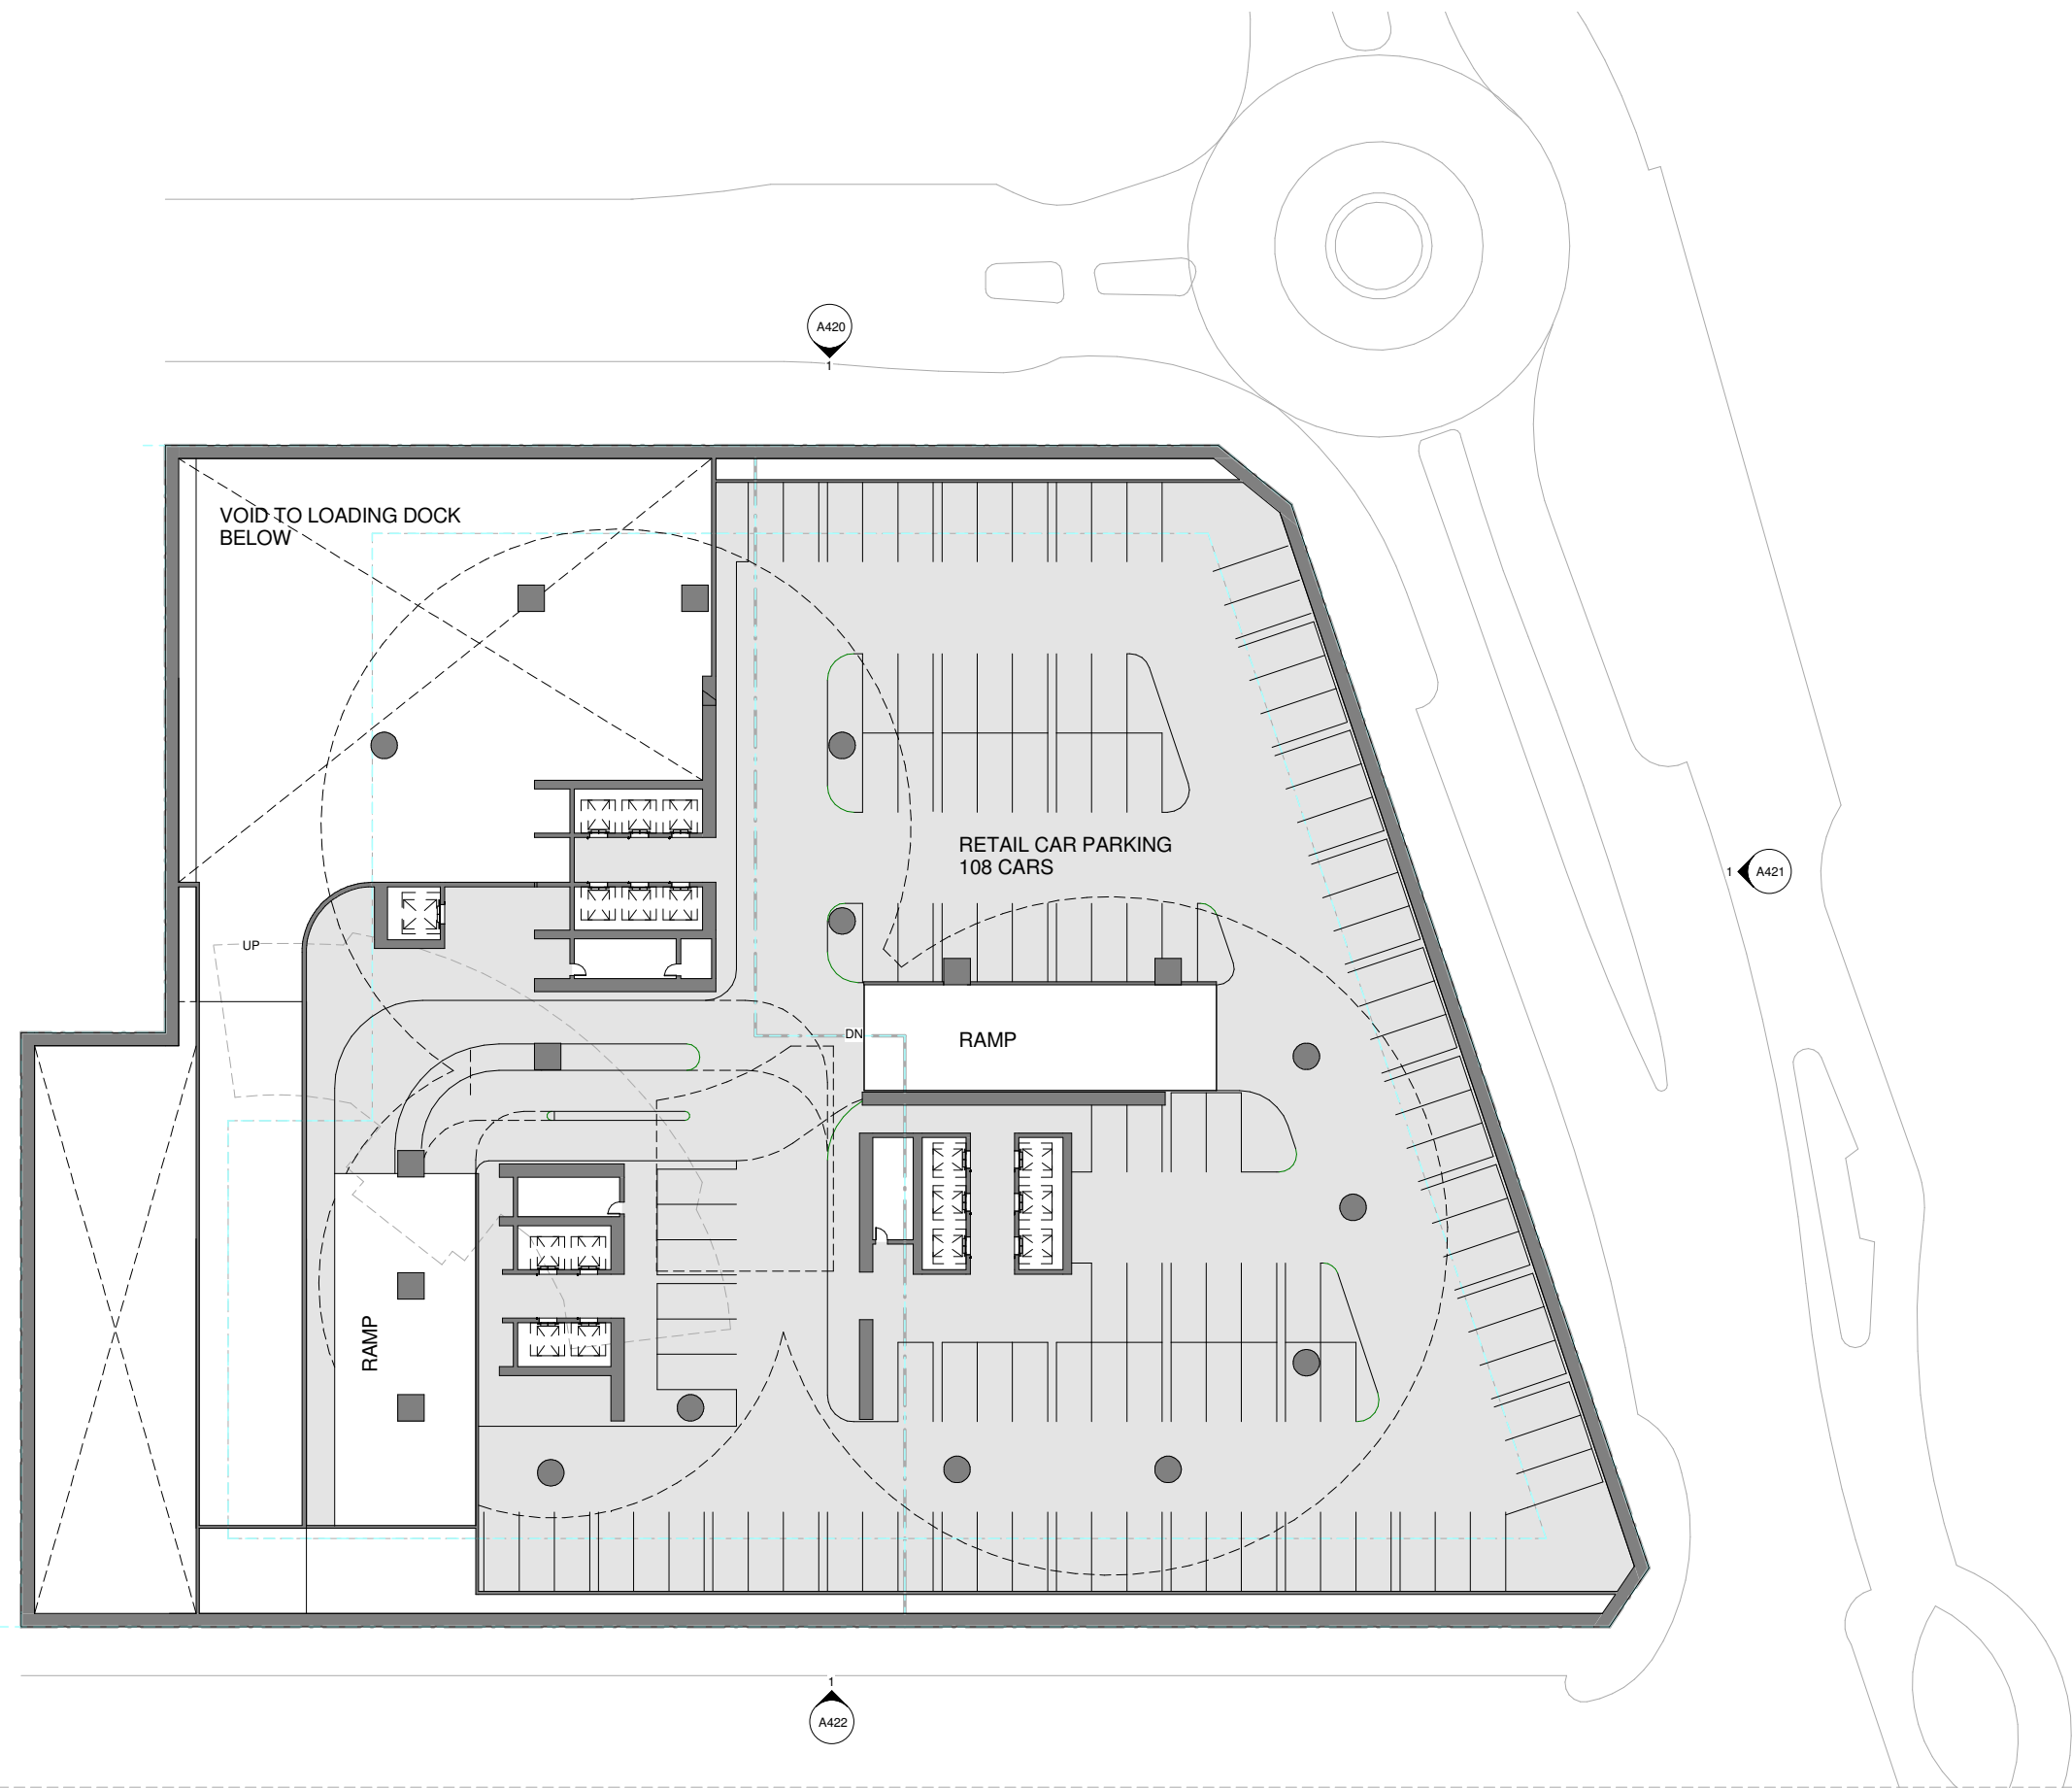 A420
1
VOID TO LOADING DOCK
BELOW
RETAIL CAR PARKING
108 CARS
1 A421
UP
DN
RAMP
RAMP
1
A422